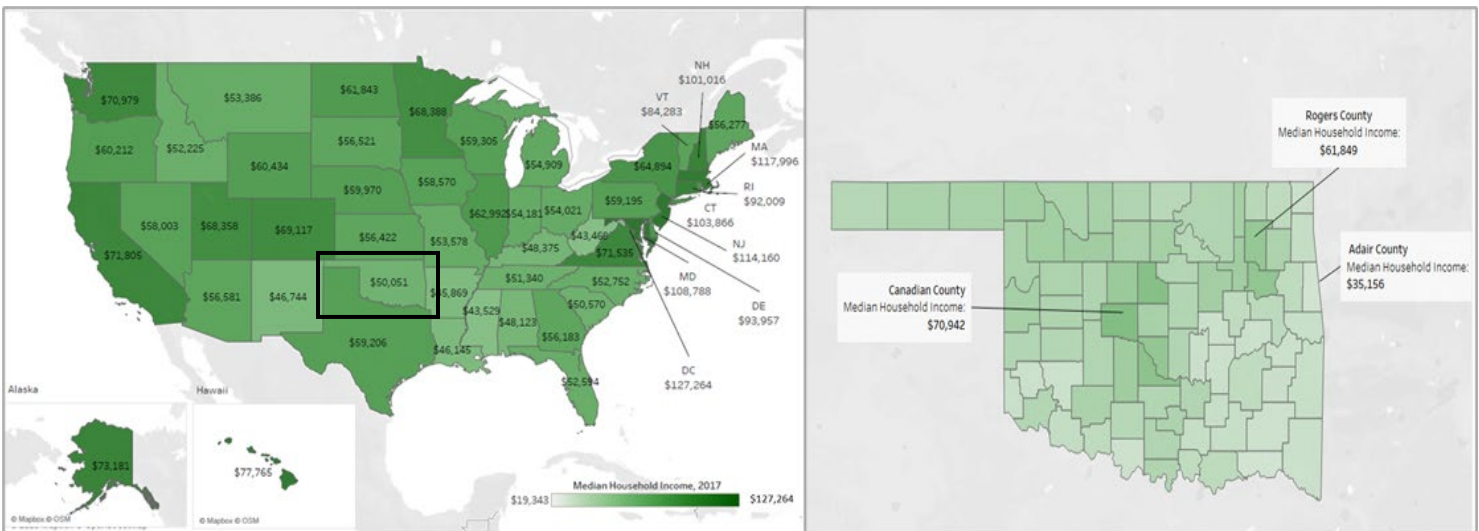 $70,979
$53,386
$61,843
$68,388
NH
$101,016
VT
$84,283
$56,277
$60,212
$52,225
$56,521
$59,305
$60,434
$54,909
$64,894
MA
$117,996
$59,970
$58,570
$59,195
RI
$92,009
CT
$103,866
$58,003
$68,358
$69,117
$62,992
$54,181
$54,021
$71,805
$56,422
$53,578
$48,375
$71,535
NJ
$114,160
MD
$108,788
$50,051
$51,340
$52,752
$56,581
$46,744
DE
$93,957
$43,529
$48,123
$50,570
$56,183
$59,206
$46,145
DC
$127,264
$52,594
Alaska
Hawaii
$73,181
$77,765
Median Household Income, 2017
$19,343
$127,264
© Mapbox © OSM
© Mapbox © OSM
Rogers County
Median Household Income:
$61,849
Adair County
Median Household Income:
$35,156
Canadian County
Median Household Income:
$70,942